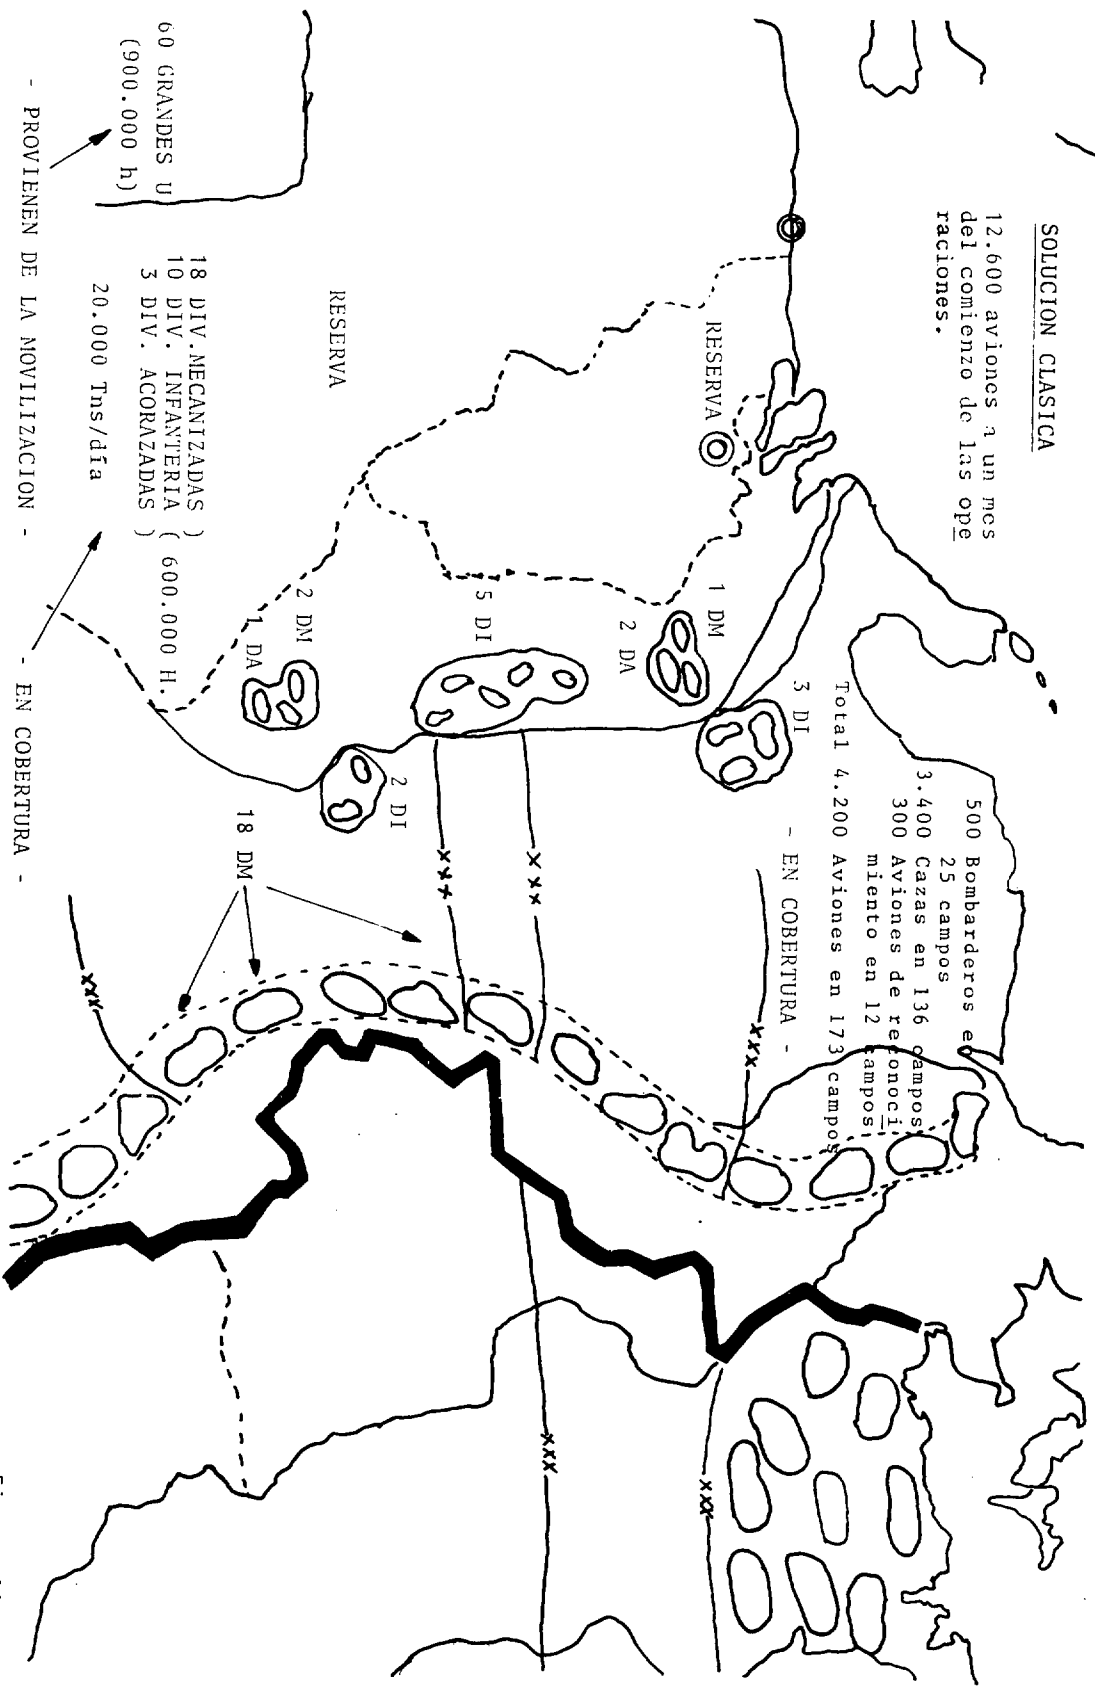 SOLUCION CLASICA
12.600 aviones a un mes
del comienzo de las ope
raciones.
500 Bombarderos e
25 campos
3.400 Cazas en 136 campos
300 Aviones de reconoci
miento en 12 campos
Total 4.200 Aviones en 173 campos
- EN COBERTURA -
RESERVA
1 DM
2 DA
3 DI
5 DI
RESERVA
2 DM
1 DA
2 DI
18 DM
xxx
xxx
xxx
xxx
xxx
xxx
60 GRANDES U
(900.000 h)
- PROVIENEN DE LA MOVILIZACION -
18 DIV.MECANIZADAS )
10 DIV. INFANTERIA ( 600.000 H.
3 DIV. ACORAZADAS )
20.000 Tns/día
- EN COBERTURA -